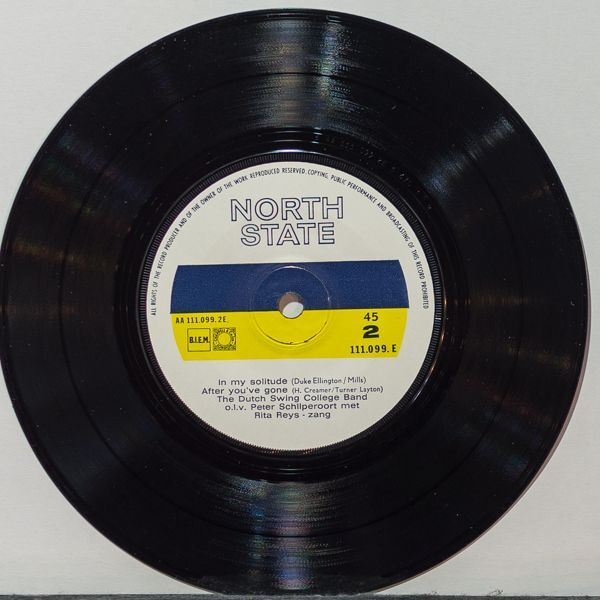 ALL RIGHTS OF THE RECORD PRODUCER AND OF THE OWNER OF THE WORK REPRODUCED RESERVED. COPYING, PUBLIC PERFORMANCE AND BROADCASTING OF THIS RECORD PROHIBITED
NORTH
STATE
AA 111.099.2E.
45
B.I.E.M.
2
111.099. E
In my solitude (Duke Ellington/Mills)
After you've gone (H. Creamer/Turner Layton)
The Dutch Swing College Band
o.l.v. Peter Schilperoort met
Rita Reys - zang